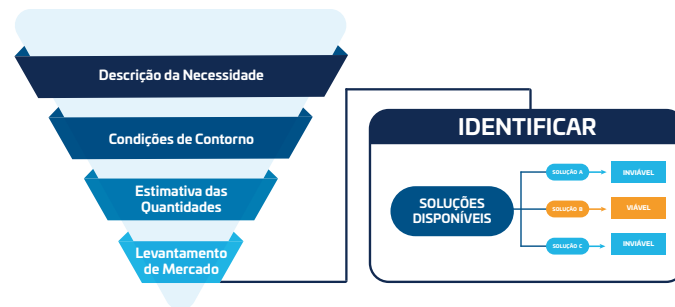 Descrição da Necessidade
Condições de Contorno
Estimativa das
Quantidades
Levantamento
de Mercado
IDENTIFICAR
SOLUÇÕES
DISPONÍVEIS
SOLUÇÃO A
INVIÁVEL
SOLUÇÃO B
VIÁVEL
SOLUÇÃO C
INVIÁVEL